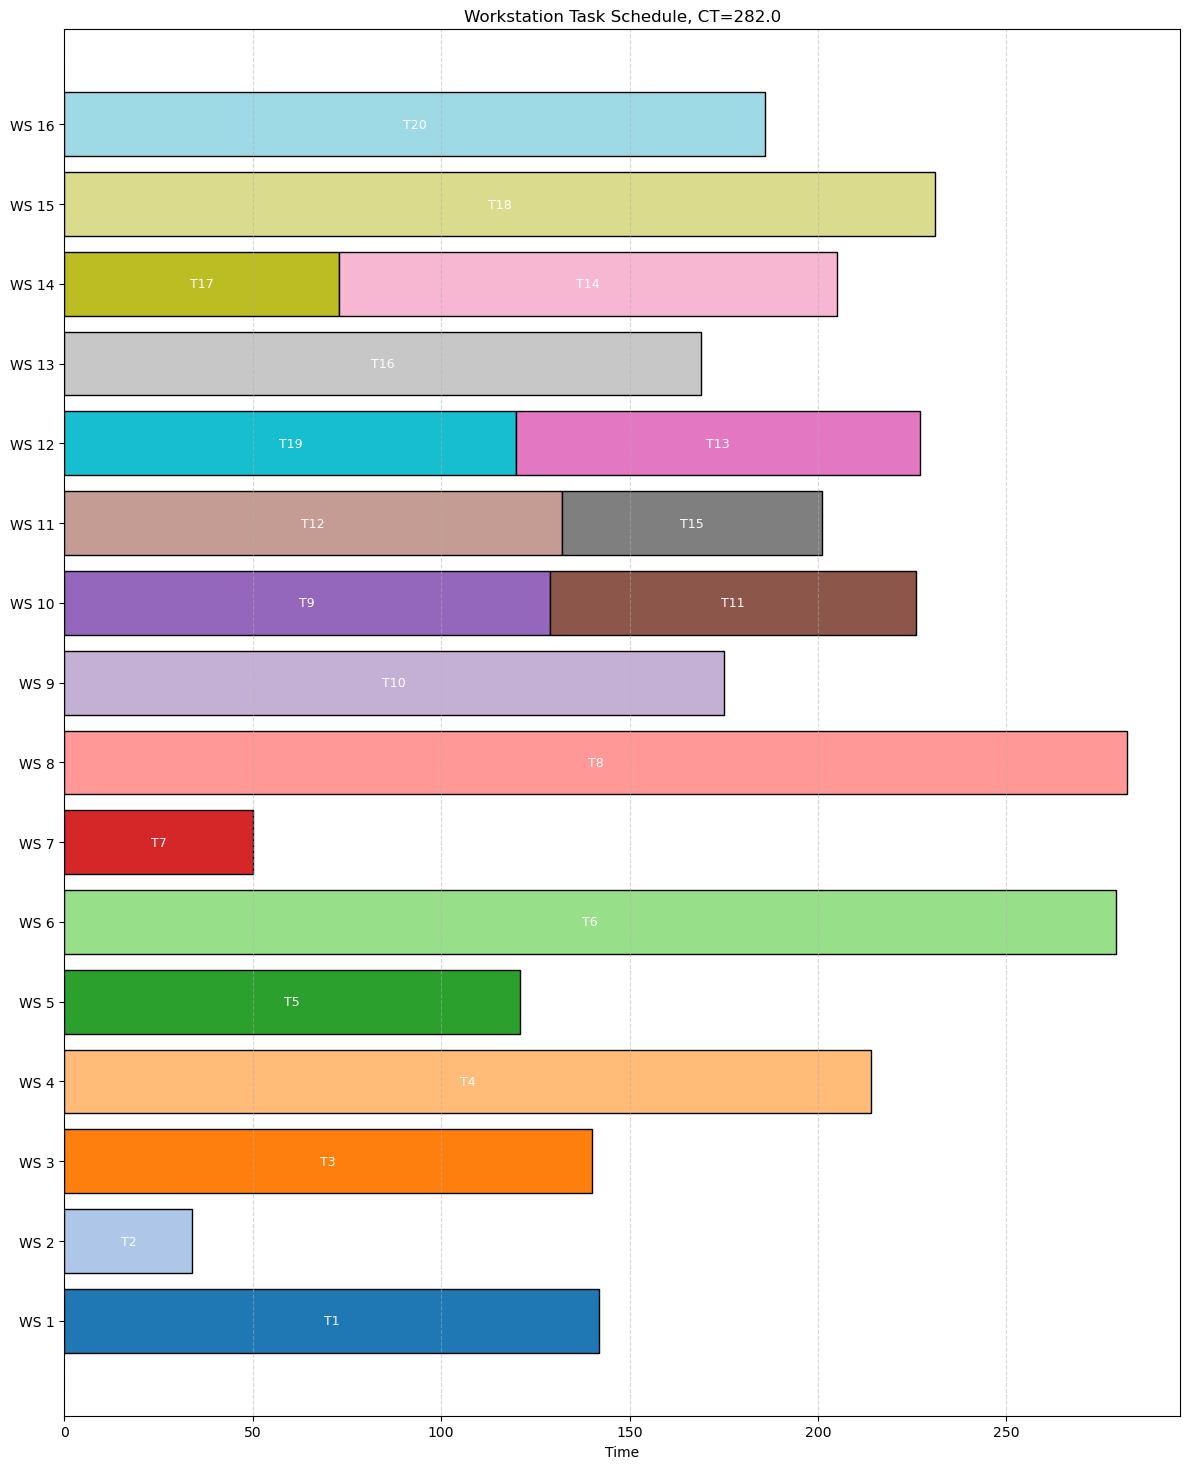 Workstation Task Schedule, CT=282.0
WS 16
T20
WS 15
T18
WS 14
T17 T14
WS 13
T16
WS 12
T19 T13
WS 11
T12 T15
WS 10
T9 T11
WS 9
T10
WS 8
T8
WS 7
T7
WS 6
T6
WS 5
T5
WS 4
T4
WS 3
T3
WS 2
T2
WS 1
T1
0 50 100 150 200 250
Time